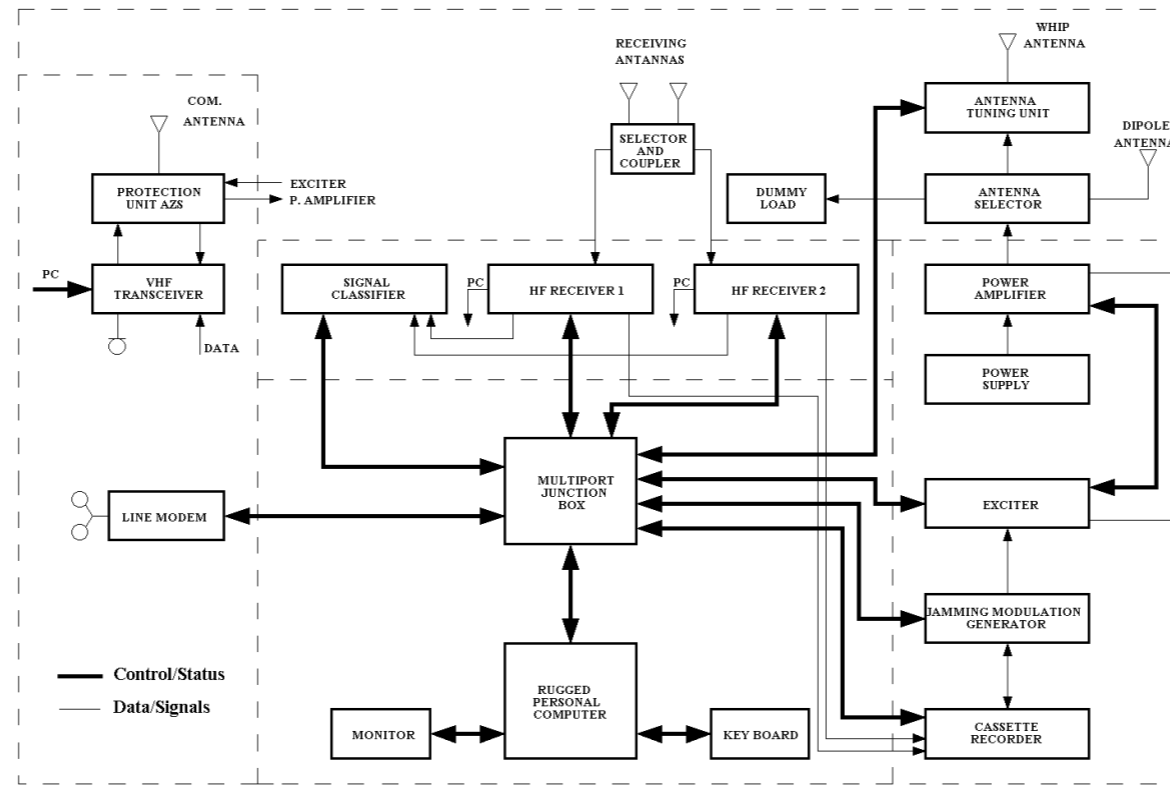 WHIP
ANTENNA
RECEIVING
ANTANNAS
COM.
ANTENNA
ANTENNA
TUNING UNIT
DIPOLE
ANTENNA
SELECTOR
AND
COUPLER
PROTECTION
UNIT AZS
EXCITER
P. AMPLIFIER
DUMMY
LOAD
ANTENNA
SELECTOR
PC
VHF
TRANSCEIVER
SIGNAL
CLASSIFIER
PC
HF RECEIVER 1
PC
HF RECEIVER 2
POWER
AMPLIFIER
DATA
POWER
SUPPLY
MULTIPORT
JUNCTION
BOX
LINE MODEM
EXCITER
JAMMING MODULATION
GENERATOR
Control/Status
Data/Signals
RUGGED
PERSONAL
COMPUTER
MONITOR
KEY BOARD
CASSETTE
RECORDER